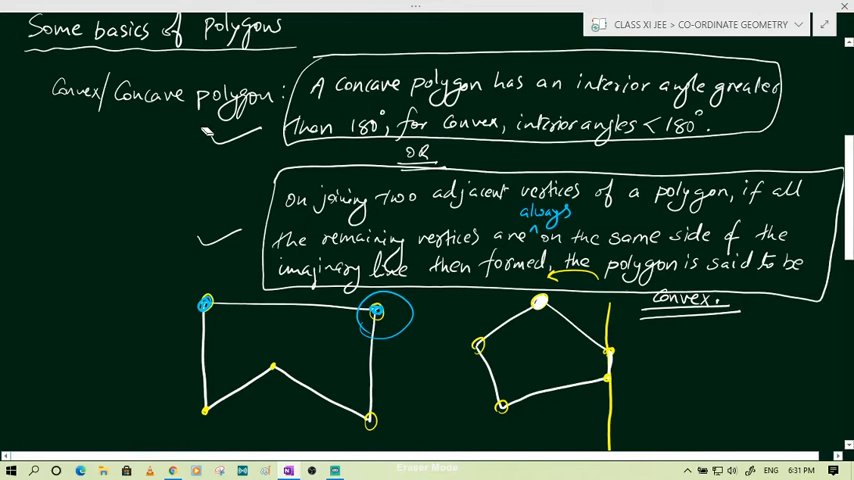 Some basics of Polygons
CLASS XI JEE > CO-ORDINATE GEOMETRY
Convex/Concave polygon:
A concave polygon has an interior angle greater
than 180°, for Convex, interior angles < 180°.
OR
On joining two adjacent vertices of a polygon, if all
always
the remaining vertices are ^ on the same side of the
imaginary line then formed, the polygon is said to be
Convex.
Eraser Mode
ENG 6:31 PM